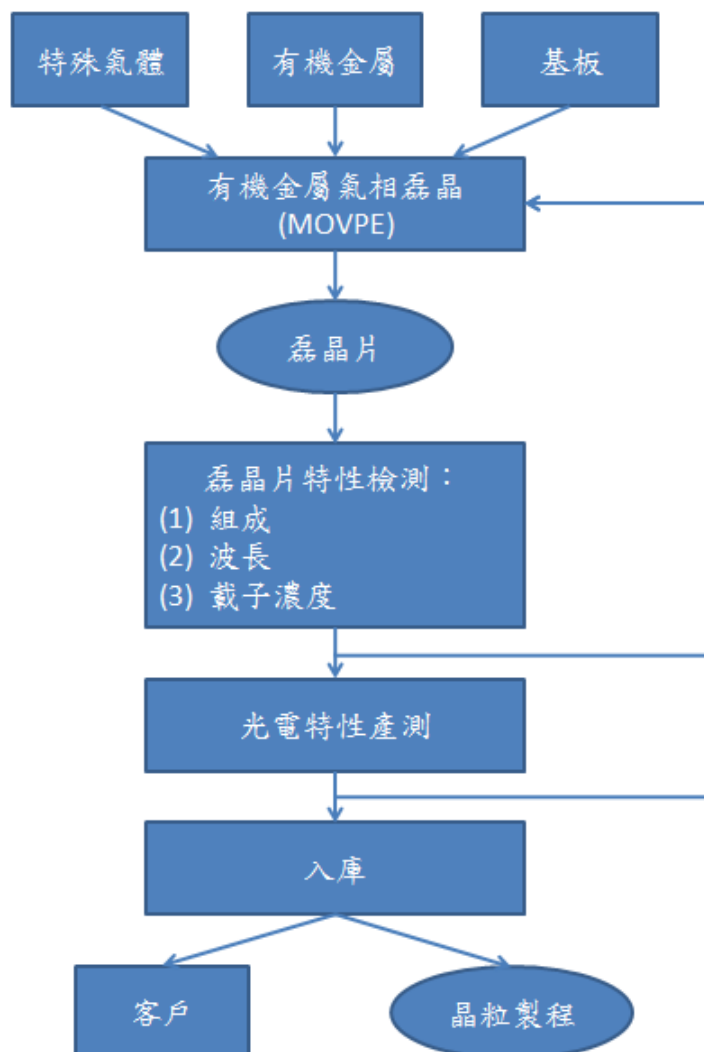 特殊氣體
有機金屬
基板
有機金屬氣相磊晶
(MOVPE)
磊晶片
磊晶片特性檢測：
(1) 組成
(2) 波長
(3) 載子濃度
光電特性產測
入庫
客戶
晶粒製程